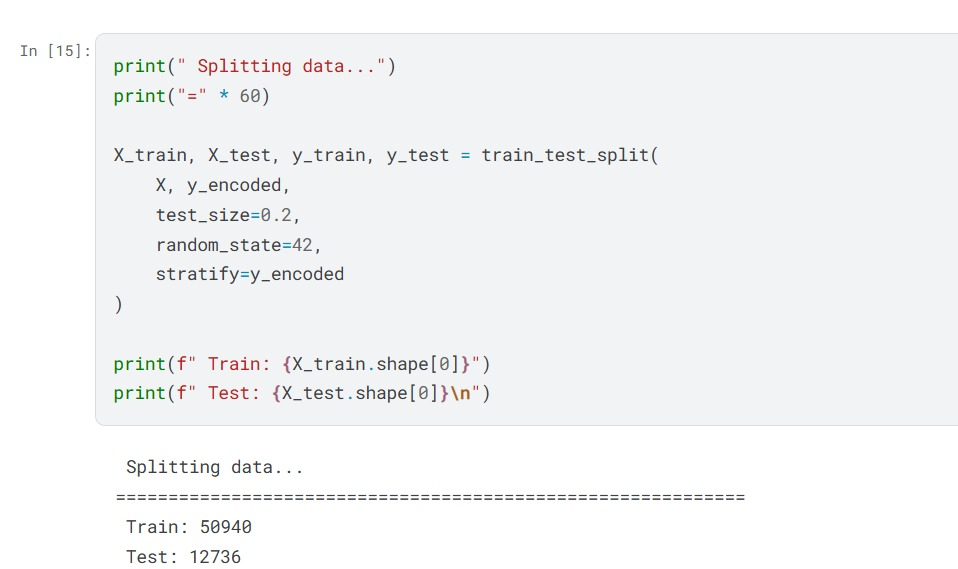 In [15]:
print(" Splitting data...")
print("=" * 60)
X_train, X_test, y_train, y_test = train_test_split(
    X, y_encoded,
    test_size=0.2,
    random_state=42,
    stratify=y_encoded
)
print(f" Train: {X_train.shape[0]}")
print(f" Test: {X_test.shape[0]}\n")
 Splitting data...
============================================================
 Train: 50940
 Test: 12736